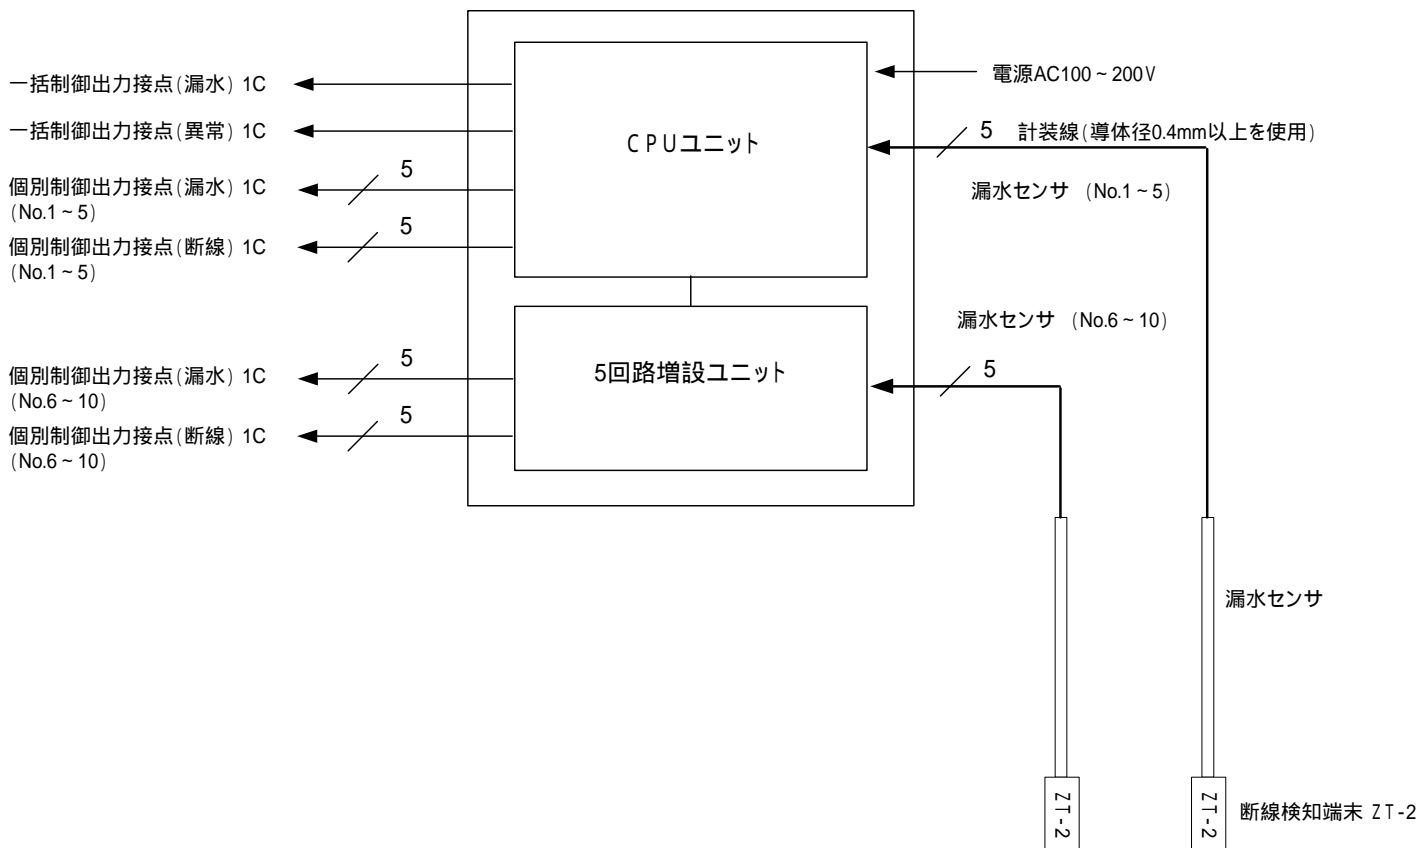 一括制御出力接点(漏水) 1C
一括制御出力接点(異常) 1C
5
個別制御出力接点(漏水) 1C
(No.1~5)
5
個別制御出力接点(断線) 1C
(No.1~5)
5
個別制御出力接点(漏水) 1C
(No.6~10)
5
個別制御出力接点(断線) 1C
(No.6~10)
CPUユニット
5回路増設ユニット
電源AC100~200V
5 計装線(導体径0.4mm以上を使用)
漏水センサ (No.1~5)
漏水センサ (No.6~10)
5
漏水センサ
ZT-2
ZT-2
断線検知端末 ZT-2